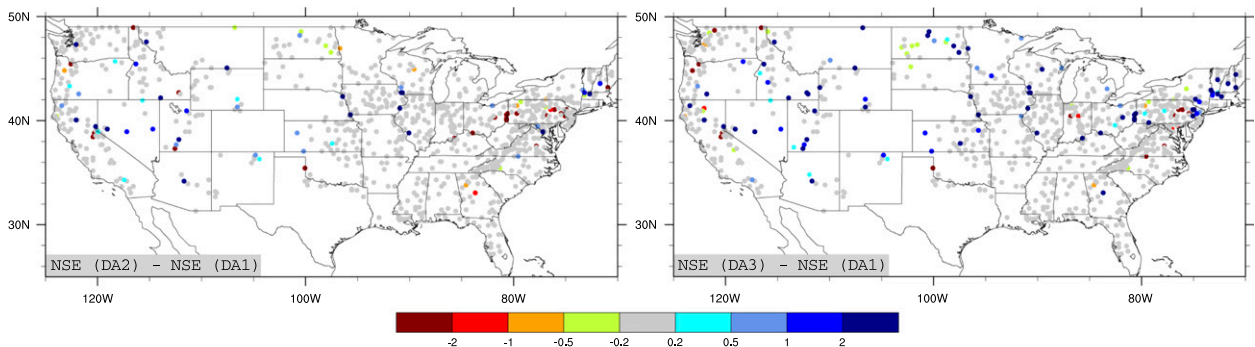 50N
40N
30N
NSE (DA2) - NSE (DA1)
120W
100W
80W
50N
40N
30N
NSE (DA3) - NSE (DA1)
120W
100W
80W
-2 -1 -0.5 -0.2 0.2 0.5 1 2